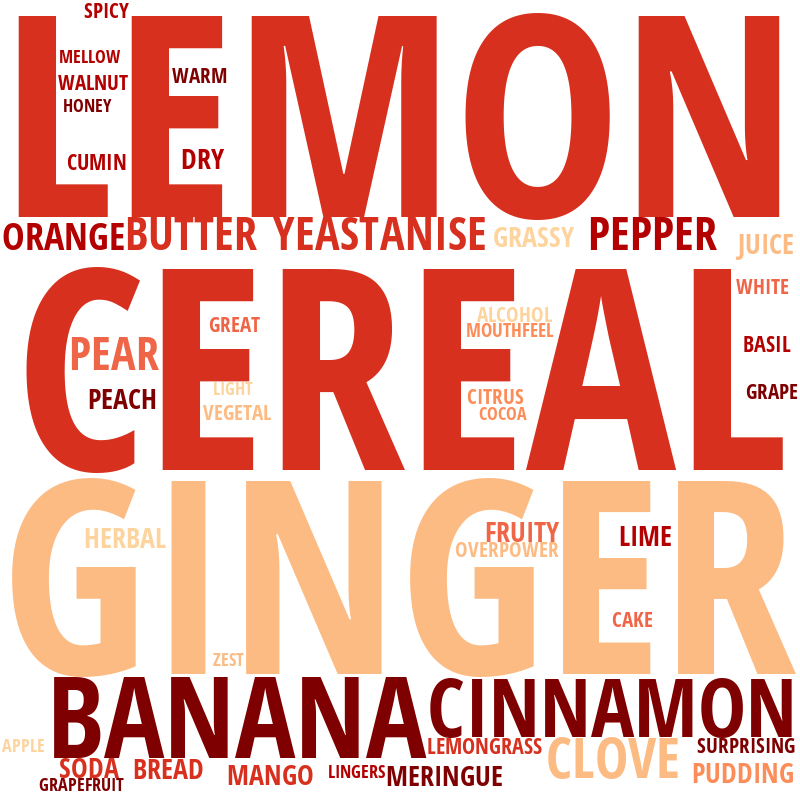 SPICY
LEMON
MELLOW
WARM
WALNUT
HONEY
CUMIN
DRY
ORANGE BUTTER YEAST ANISE GRASSY PEPPER JUICE
CEREAL
WHITE
GREAT
ALCOHOL
MOUTHFEEL
PEAR
BASIL
LIGHT
PEACH
CITRUS
GRAPE
VEGETAL
COCOA
GINGER
HERBAL
FRUITY
LIME
OVERPOWER
CAKE
ZEST
BANANA CINNAMON
APPLE
LEMONGRASS CLOVE SURPRISING
SODA BREAD MANGO LINGERS MERINGUE PUDDING
GRAPEFRUIT